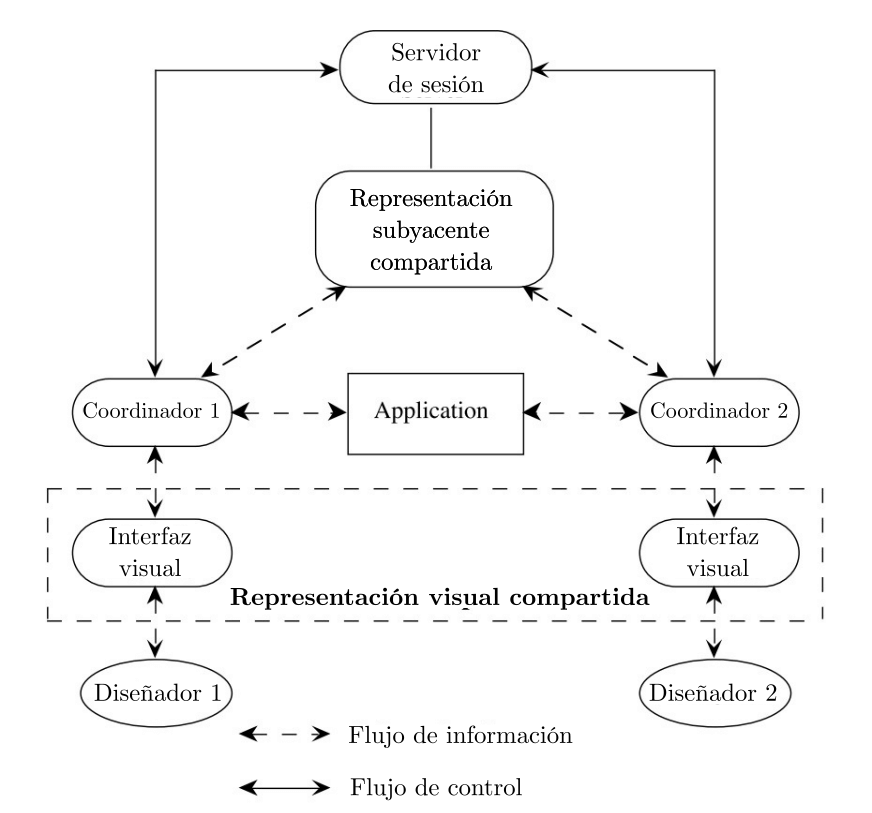 Servidor
de sesión
Representación
subyacente
compartida
Coordinador 1
Application
Coordinador 2
Interfaz
visual
Interfaz
visual
Representación visual compartida
Diseñador 1
Diseñador 2
Flujo de información
Flujo de control